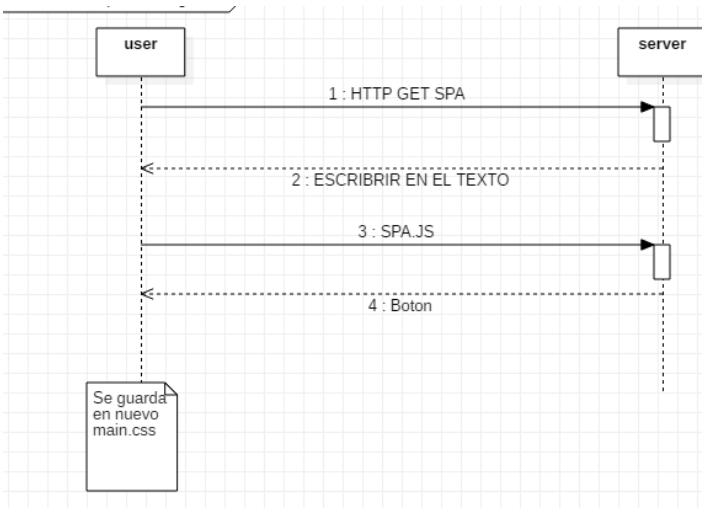 user
server
1 : HTTP GET SPA
2 : ESCRIBRIR EN EL TEXTO
3 : SPA.JS
4 : Boton
Se guarda
en nuevo
main.css